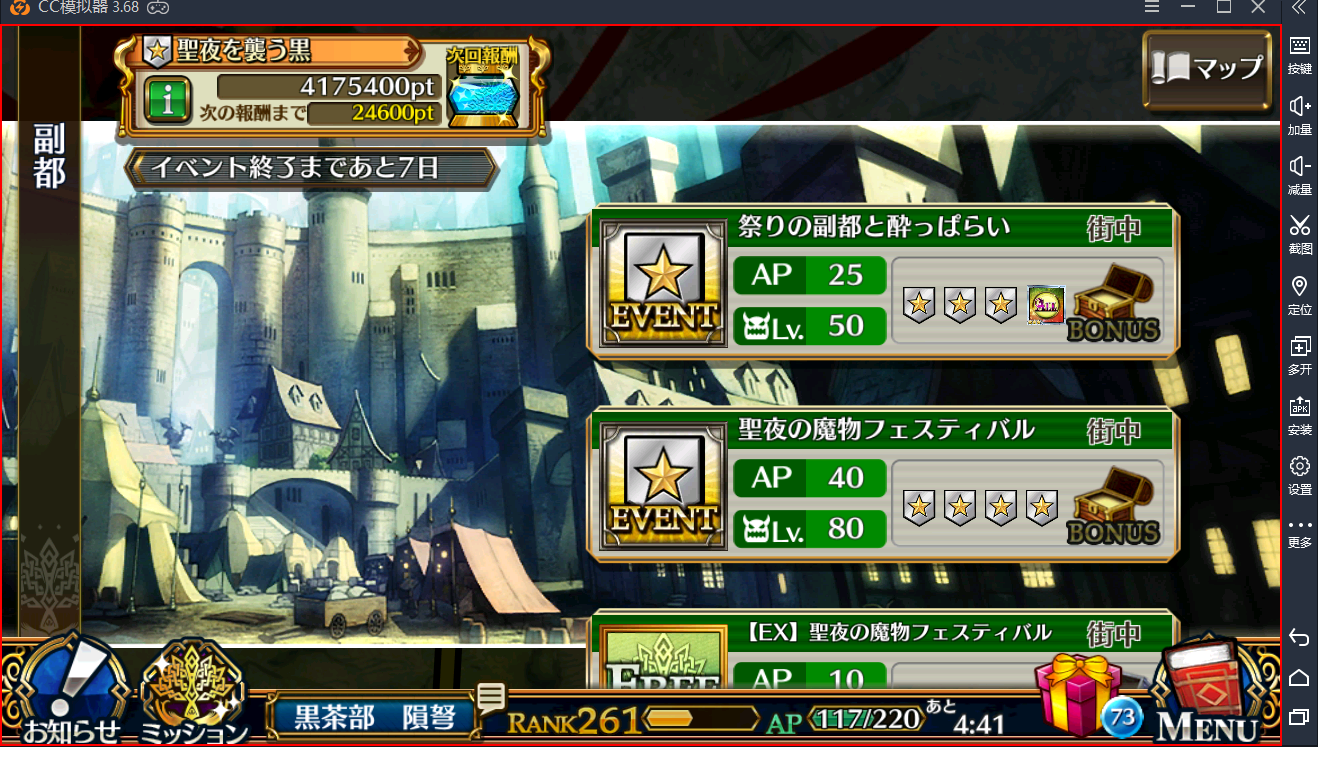 CC模拟器 3.68
聖夜を襲う黒
次回報酬
4175400pt
次の報酬まで 24600pt
マップ
副都
イベント終了まであと7日
祭りの副都と酔っぱらい 街中
EVENT
AP 25
Lv. 50
BONUS
聖夜の魔物フェスティバル 街中
EVENT
AP 40
Lv. 80
BONUS
【EX】聖夜の魔物フェスティバル 街中
FREE
AP 10
お知らせ
ミッション
黒茶部 隕弩
RANK261
AP 117/220
あと
4:41
73
MENU
按键
加量
减量
截图
定位
多开
APK
安装
设置
更多